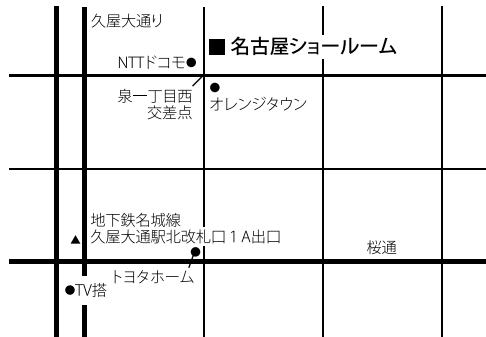 久屋大通り
名古屋ショールーム
NTTドコモ
泉一丁目西
交差点
オレンジタウン
地下鉄名城線
久屋大通駅北改札口1A出口
桜通
トヨタホーム
TV搭